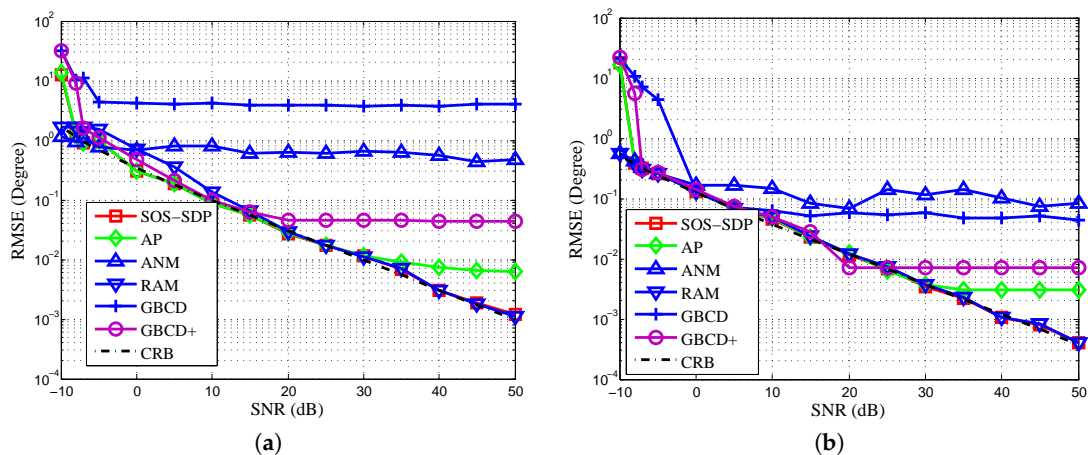 10^2
10^1
10^0
10^−1
10^−2
10^−3
10^−4
RMSE (Degree)
−10 0 10 20 30 40 50
SNR (dB)
SOS−SDP
AP
ANM
RAM
GBCD
GBCD+
CRB
(a)
10^2
10^1
10^0
10^−1
10^−2
10^−3
10^−4
RMSE (Degree)
−10 0 10 20 30 40 50
SNR (dB)
SOS−SDP
AP
ANM
RAM
GBCD
GBCD+
CRB
(b)